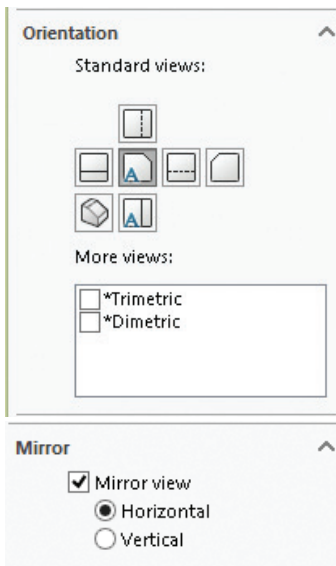 Orientation
Standard views:
A
A
More views:
*Trimetric
*Dimetric
Mirror
Mirror view
Horizontal
Vertical